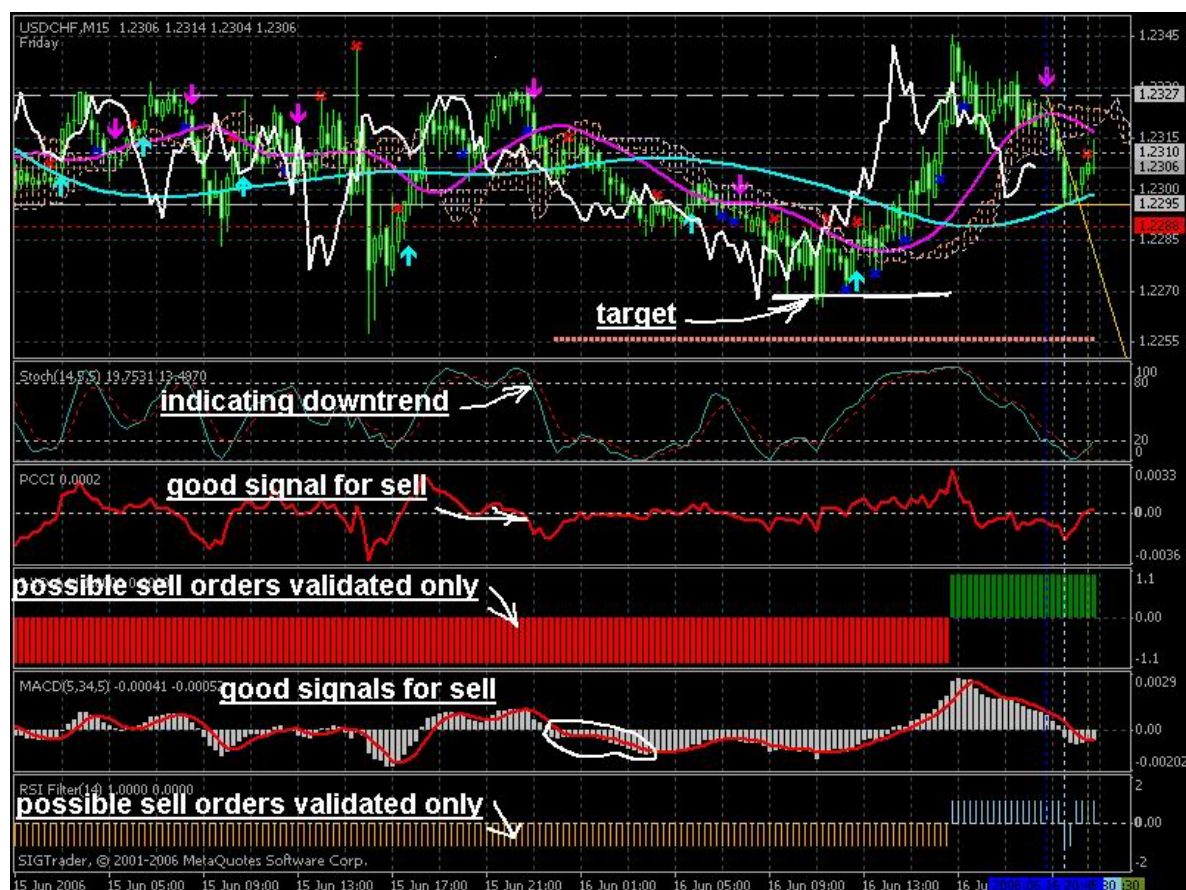 USDCHF,M15 1.2306 1.2314 1.2304 1.2306
Friday
1.2345
1.2327
1.2315
1.2310
1.2306
1.2300
1.2295
1.2288
1.2285
1.2270
1.2255
target
Stoch(14,5,5) 19.7531 13.4970
100
80
20
0
indicating downtrend
PCCI 0.0002
0.0033
0.00
-0.0036
good signal for sell
1.1
0.00
-1.1
possible sell orders validated only
MACD(5,34,5) -0.00041 -0.00052
0.0029
0.00
-0.00202
good signals for sell
RSI Filter(14) 1.0000 0.0000
2
0.00
-2
possible sell orders validated only
SIGTrader, © 2001-2006 MetaQuotes Software Corp.
15 Jun 2006 15 Jun 05:00 15 Jun 09:00 15 Jun 13:00 15 Jun 17:00 15 Jun 21:00 16 Jun 01:00 16 Jun 05:00 16 Jun 09:00 16 Jun 13:00 16 Ju